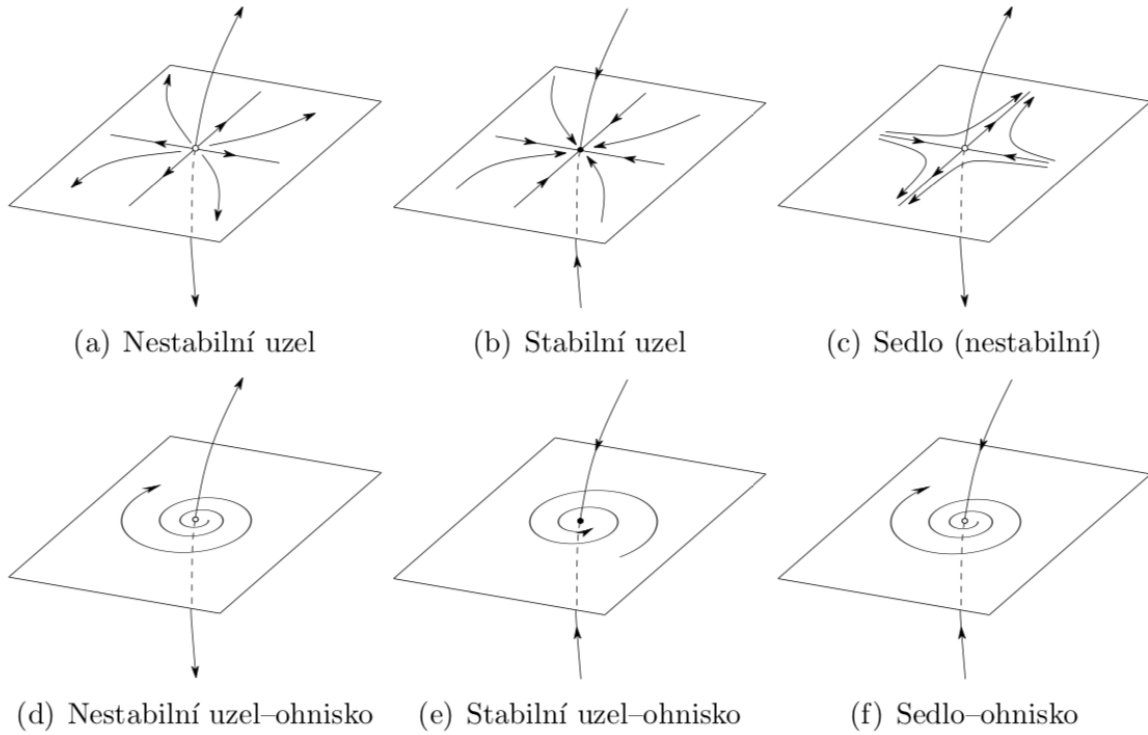 (a) Nestabilní uzel
(b) Stabilní uzel
(c) Sedlo (nestabilní)
(d) Nestabilní uzel–ohnisko
(e) Stabilní uzel–ohnisko
(f) Sedlo–ohnisko